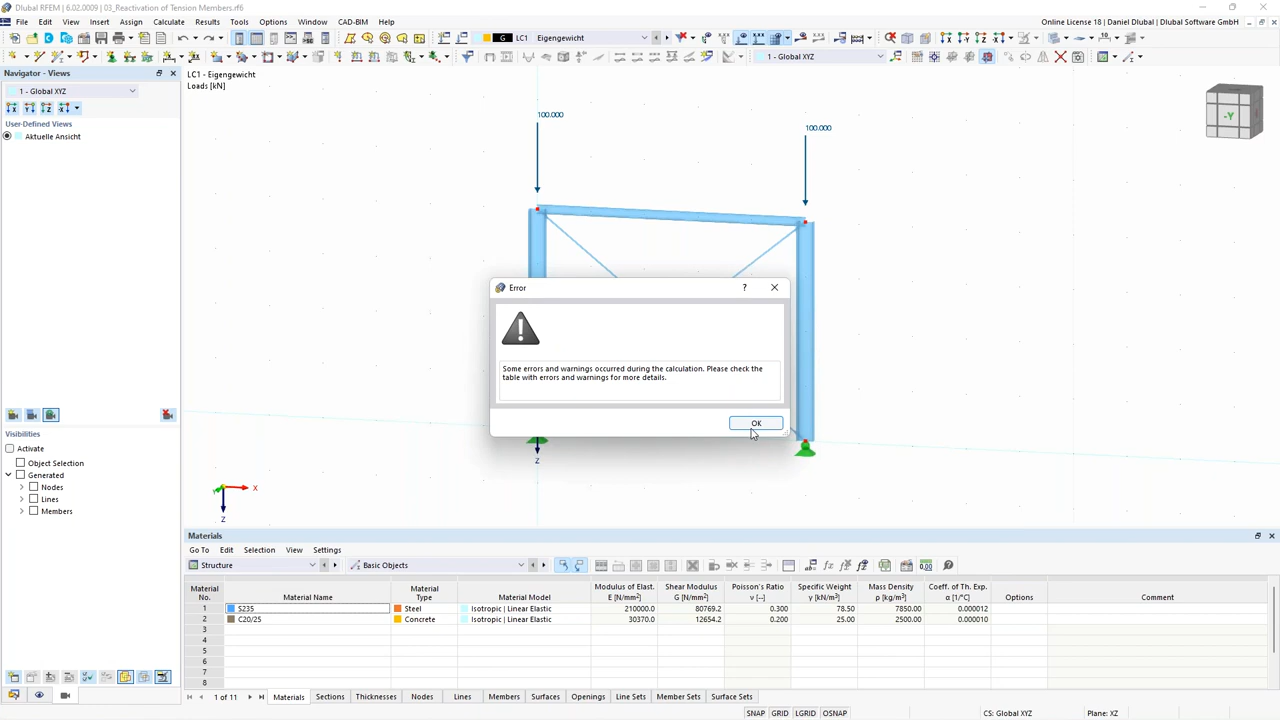 Dlubal RFEM | 6.02.0009 | 03_Reactivation of Tension Members.rf6
File Edit View Insert Assign Calculate Results Tools Options Window CAD-BIM Help
Online License 18 | Daniel Dlubal | Dlubal Software GmbH
G LC1 Eigengewicht
1 - Global XYZ
Navigator - Views
1 - Global XYZ
User-Defined Views
Aktuelle Ansicht
LC1 - Eigengewicht
Loads [kN]
100.000
100.000
-Y
Error
?
Some errors and warnings occurred during the calculation. Please check the
table with errors and warnings for more details.
OK
Z
X
Z
Visibilities
Activate
Object Selection
Generated
Nodes
Lines
Members
Materials
Go To Edit Selection View Settings
Structure Basic Objects
Material No. Material Name Material Type Material Model Modulus of Elast. E [N/mm²] Shear Modulus G [N/mm²] Poisson's Ratio ν [--] Specific Weight γ [kN/m³] Mass Density ρ [kg/m³] Coeff. of Th. Exp. α [1/°C] Options Comment
1 S235 Steel Isotropic | Linear Elastic 210000.0 80769.2 0.300 78.50 7850.00 0.000012
2 C20/25 Concrete Isotropic | Linear Elastic 30370.0 12654.2 0.200 25.00 2500.00 0.000010
3
4
5
6
7
8
1 of 11 Materials Sections Thicknesses Nodes Lines Members Surfaces Openings Line Sets Member Sets Surface Sets
SNAP GRID LGRID OSNAP CS: Global XYZ Plane: XZ